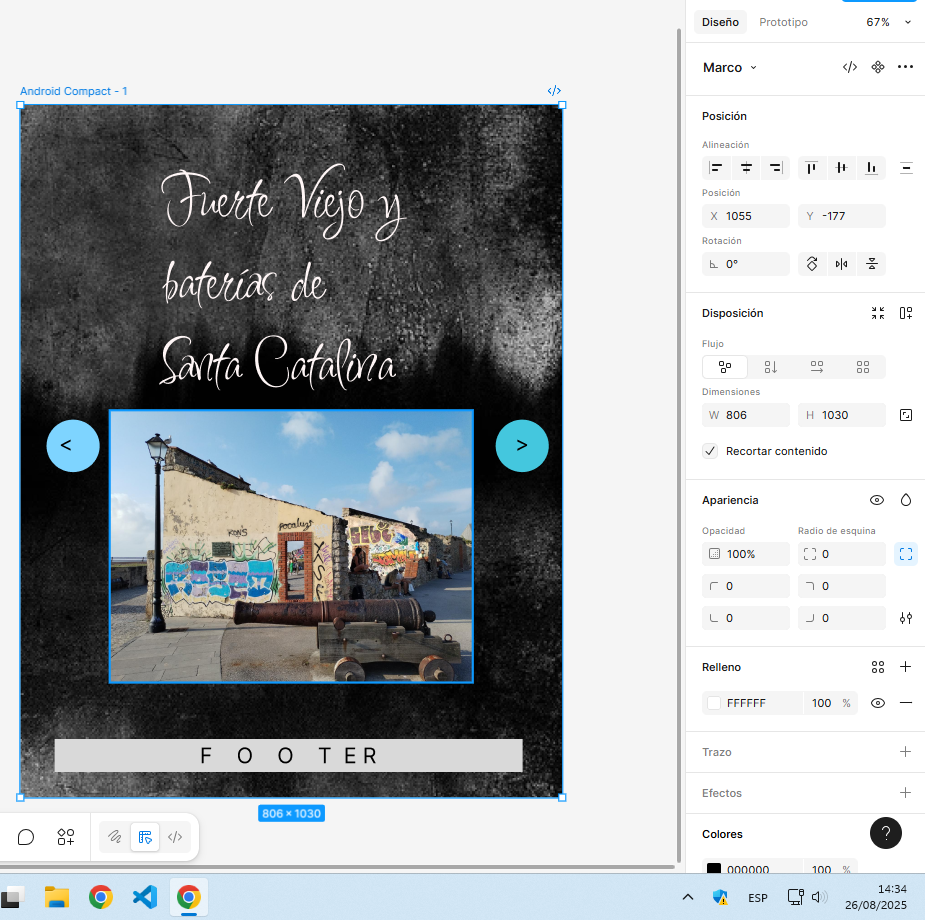 Diseño Prototipo 67%
Marco
Android Compact - 1
Posición
Alineación
Posición
X 1055 Y -177
Rotación
0°
Disposición
Flujo
Dimensiones
W 806 H 1030
Recortar contenido
Apariencia
Opacidad Radio de esquina
100% 0
0 0
0 0
Relleno
FFFFFF 100 %
Trazo
Efectos
Colores
000000 100 %
?
Fuerte Viejo y
baterías de
Santa Catalina
< >
F O O TER
806 × 1030
ESP
14:34
26/08/2025